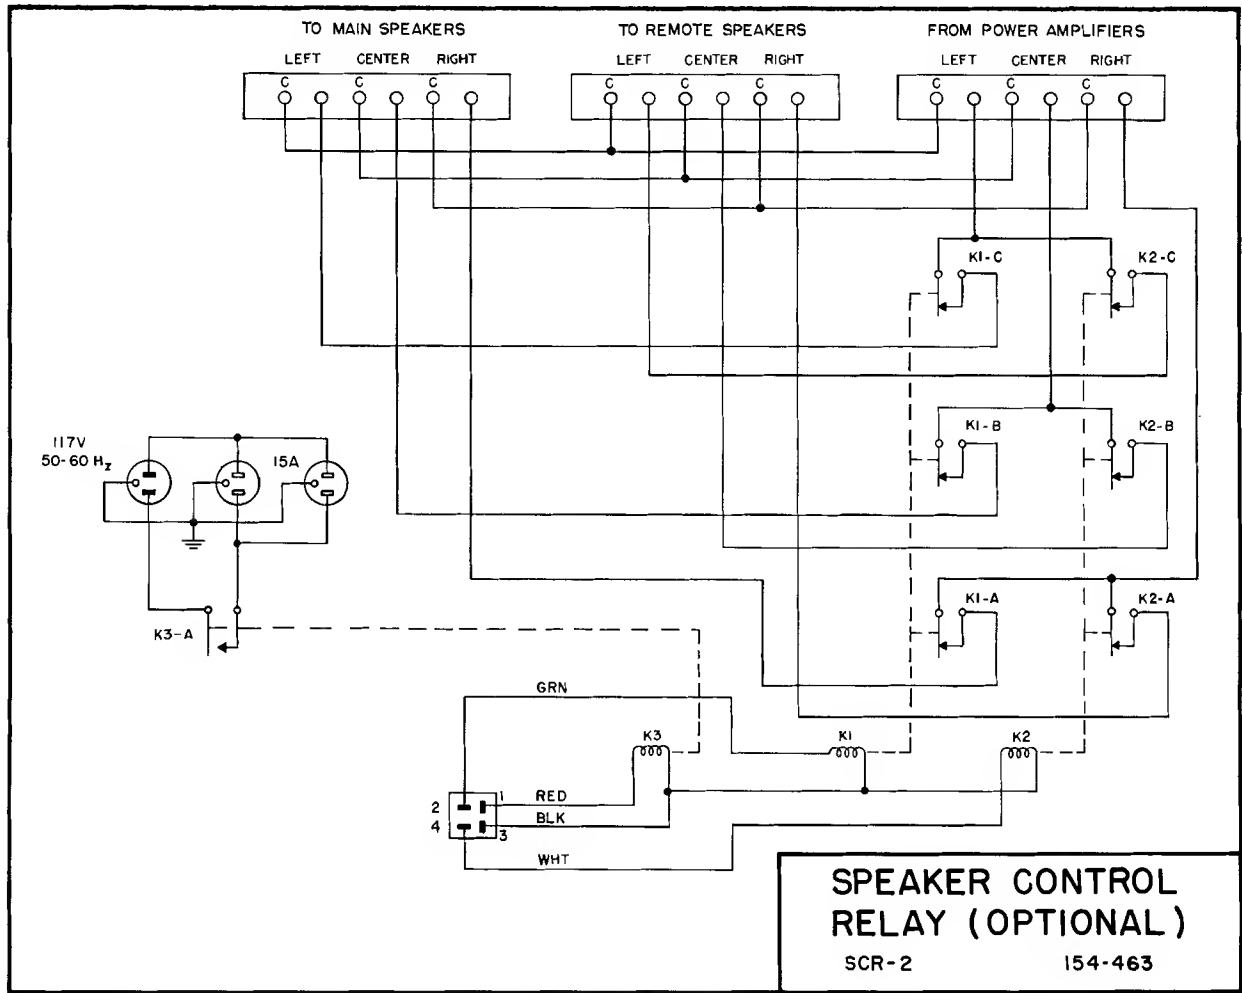 TO MAIN SPEAKERS TO REMOTE SPEAKERS FROM POWER AMPLIFIERS
LEFT CENTER RIGHT LEFT CENTER RIGHT LEFT CENTER RIGHT
C C C C C C C C C
K1-C K2-C
K1-B K2-B
117V 15A
50-60 Hz
K1-A K2-A
K3-A
GRN
K3 K1 K2
RED 1
2
BLK
4 3
WHT
SPEAKER CONTROL
RELAY (OPTIONAL)
SCR-2 154-463